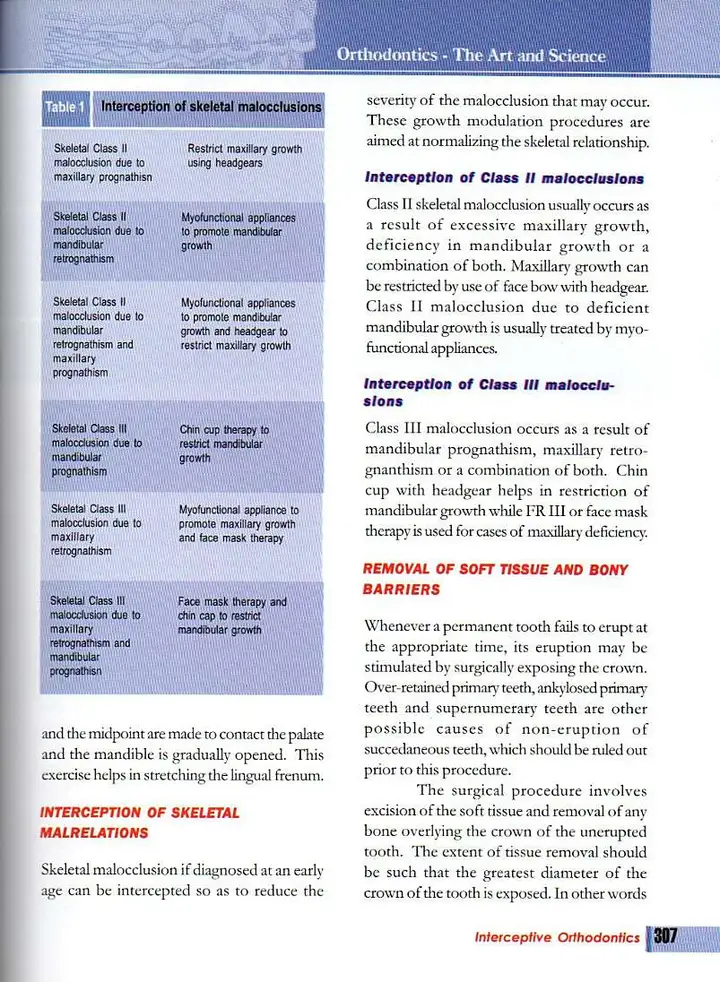 Orthodontics - The Art and Science
Table 1 Interception of skeletal malocclusions
Skeletal Class II
malocclusion due to
maxillary prognathisn
Restrict maxillary growth
using headgears
Skeletal Class II
malocclusion due to
mandibular
retrognathism
Myofunctional appliances
to promote mandibular
growth
Skeletal Class II
malocclusion due to
mandibular
retrognathism and
maxillary
prognathism
Myofunctional appliances
to promote mandibular
growth and headgear to
restrict maxillary growth
Skeletal Class III
malocclusion due to
mandibular
prognathism
Chin cup therapy to
restrict mandibular
growth
Skeletal Class III
malocclusion due to
maxillary
retrognathism
Myofunctional appliance to
promote maxillary growth
and face mask therapy
Skeletal Class III
malocclusion due to
maxillary
retrognathism and
mandibular
prognathisn
Face mask therapy and
chin cap to restrict
mandibular growth
and the midpoint are made to contact the palate
and the mandible is gradually opened. This
exercise helps in stretching the lingual frenum.
INTERCEPTION OF SKELETAL
MALRELATIONS
Skeletal malocclusion if diagnosed at an early
age can be intercepted so as to reduce the
severity of the malocclusion that may occur.
These growth modulation procedures are
aimed at normalizing the skeletal relationship.
Interception of Class II malocclusions
Class II skeletal malocclusion usually occurs as
a result of excessive maxillary growth,
deficiency in mandibular growth or a
combination of both. Maxillary growth can
be restricted by use of face bow with headgear.
Class II malocclusion due to deficient
mandibular growth is usually treated by myo-
functional appliances.
Interception of Class III malocclu-
sions
Class III malocclusion occurs as a result of
mandibular prognathism, maxillary retro-
gnanthism or a combination of both. Chin
cup with headgear helps in restriction of
mandibular growth while FR III or face mask
therapy is used for cases of maxillary deficiency.
REMOVAL OF SOFT TISSUE AND BONY
BARRIERS
Whenever a permanent tooth fails to erupt at
the appropriate time, its eruption may be
stimulated by surgically exposing the crown.
Over-retained primary teeth, ankylosed primary
teeth and supernumerary teeth are other
possible causes of non-eruption of
succedaneous teeth, which should be ruled out
prior to this procedure.
The surgical procedure involves
excision of the soft tissue and removal of any
bone overlying the crown of the unerupted
tooth. The extent of tissue removal should
be such that the greatest diameter of the
crown of the tooth is exposed. In other words
Interceptive Orthodontics 307